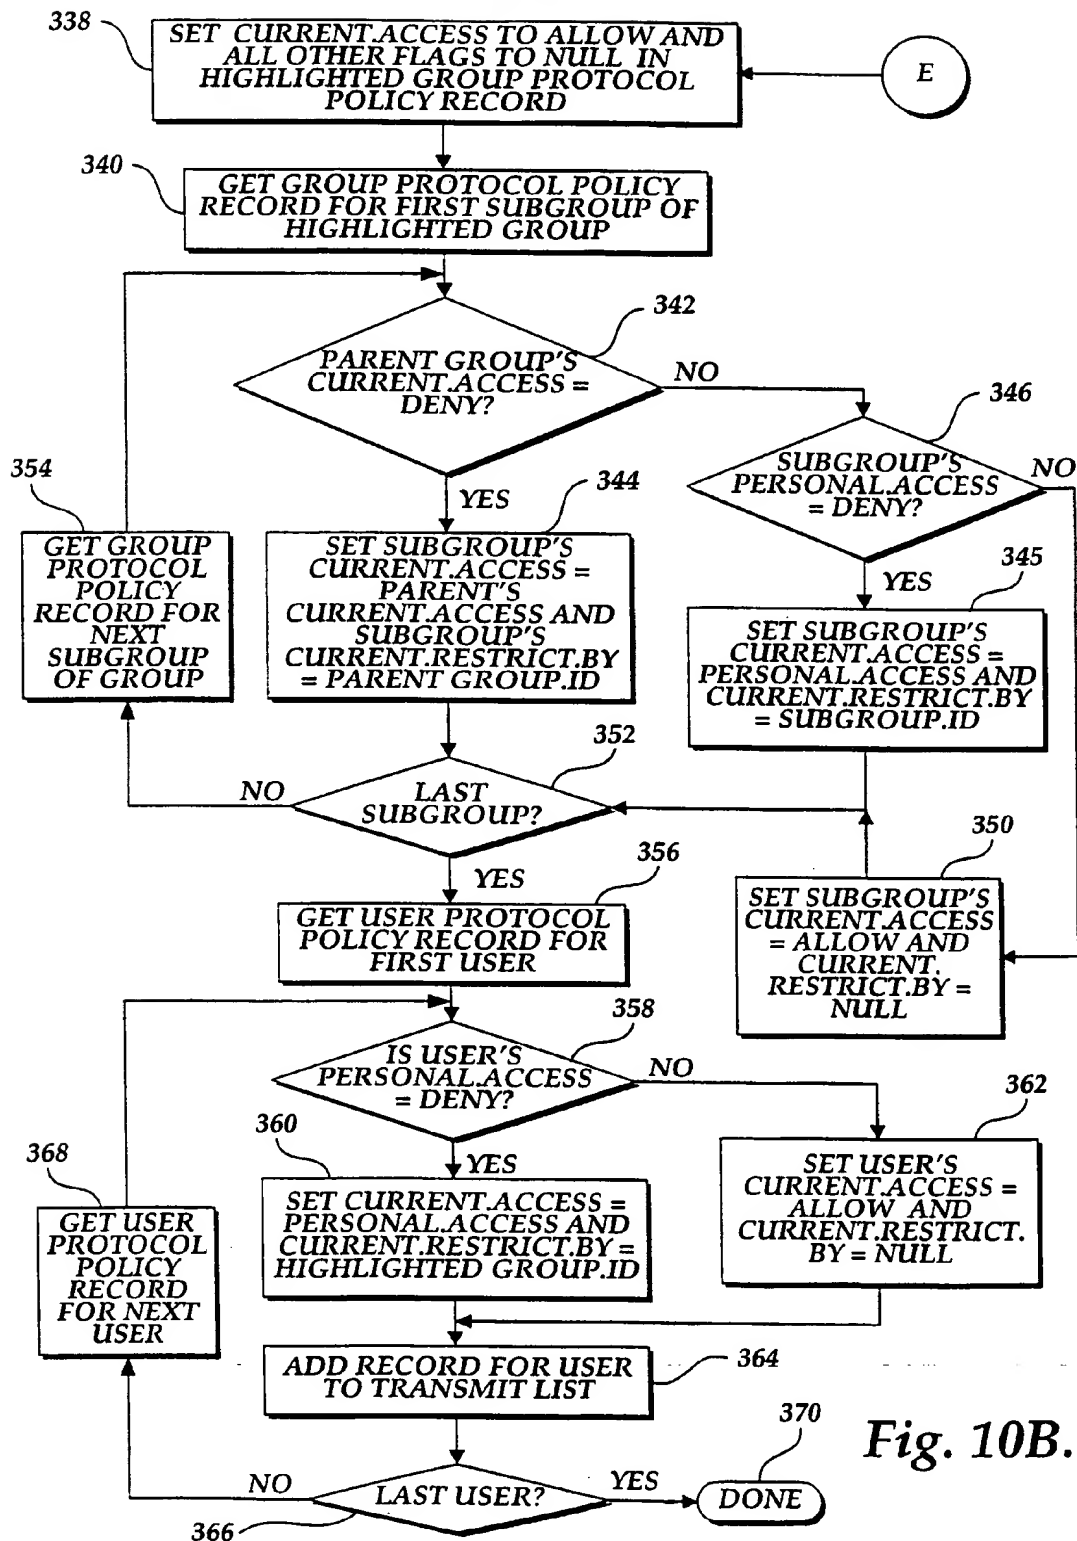 338
SET CURRENT.ACCESS TO ALLOW AND
ALL OTHER FLAGS TO NULL IN
HIGHLIGHTED GROUP PROTOCOL
POLICY RECORD
E
340
GET GROUP PROTOCOL POLICY
RECORD FOR FIRST SUBGROUP OF
HIGHLIGHTED GROUP
342
PARENT GROUP'S
CURRENT.ACCESS =
DENY?
NO
YES
346
SUBGROUP'S
PERSONAL.ACCESS
= DENY?
NO
YES
354
GET GROUP
PROTOCOL
POLICY
RECORD FOR
NEXT
SUBGROUP
OF GROUP
344
SET SUBGROUP'S
CURRENT.ACCESS =
PARENT'S
CURRENT.ACCESS AND
SUBGROUP'S
CURRENT.RESTRICT.BY
= PARENT GROUP.ID
345
SET SUBGROUP'S
CURRENT.ACCESS =
PERSONAL.ACCESS AND
CURRENT.RESTRICT.BY
= SUBGROUP.ID
352
LAST
SUBGROUP?
NO
YES
350
SET SUBGROUP'S
CURRENT.ACCESS
= ALLOW AND
CURRENT.
RESTRICT.BY =
NULL
356
GET USER PROTOCOL
POLICY RECORD FOR
FIRST USER
358
IS USER'S
PERSONAL.ACCESS
= DENY?
NO
YES
362
SET USER'S
CURRENT.ACCESS =
ALLOW AND
CURRENT.RESTRICT.
BY = NULL
360
SET CURRENT.ACCESS =
PERSONAL.ACCESS AND
CURRENT.RESTRICT.BY =
HIGHLIGHTED GROUP.ID
368
GET USER
PROTOCOL
POLICY
RECORD
FOR NEXT
USER
364
ADD RECORD FOR USER
TO TRANSMIT LIST
366
LAST USER?
NO
YES
370
DONE
Fig. 10B.